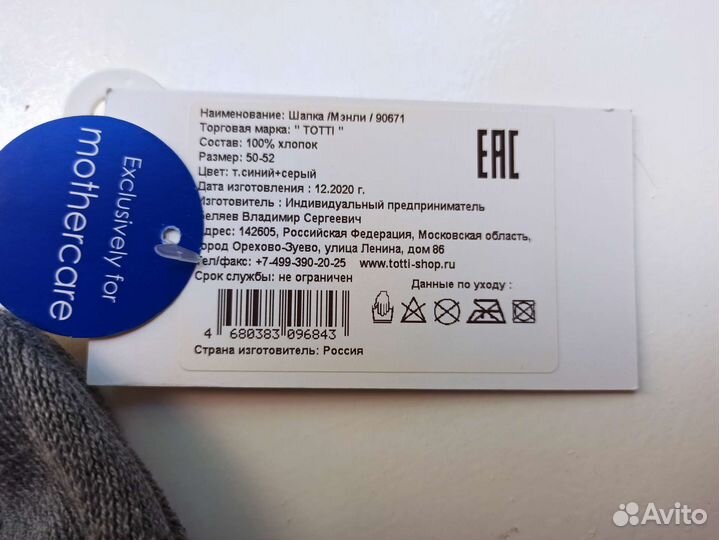 Наименование: Шапка /Мэнли / 90671
Торговая марка: " TOTTI "
Состав: 100% хлопок
Размер: 50-52
Цвет: т.синий+серый
Дата изготовления : 12.2020 г.
Изготовитель : Индивидуальный предприниматель
Беляев Владимир Сергеевич
Адрес: 142605, Российская Федерация, Московская область,
город Орехово-Зуево, улица Ленина, дом 86
Тел/факс: +7-499-390-20-25 www.totti-shop.ru
Срок службы: не ограничен
Данные по уходу :
4 680383 096843
Страна изготовитель: Россия
EAC
Exclusively for
mothercare
Avito